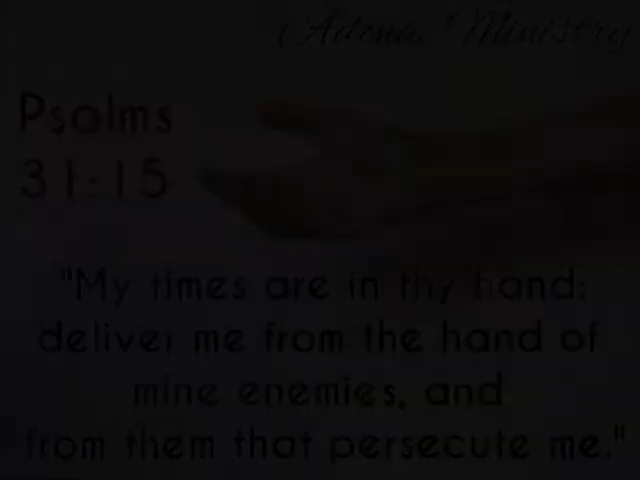 Adonai Ministry
Psalms
31:15
"My times are in thy hand:
deliver me from the hand of
mine enemies, and
from them that persecute me."